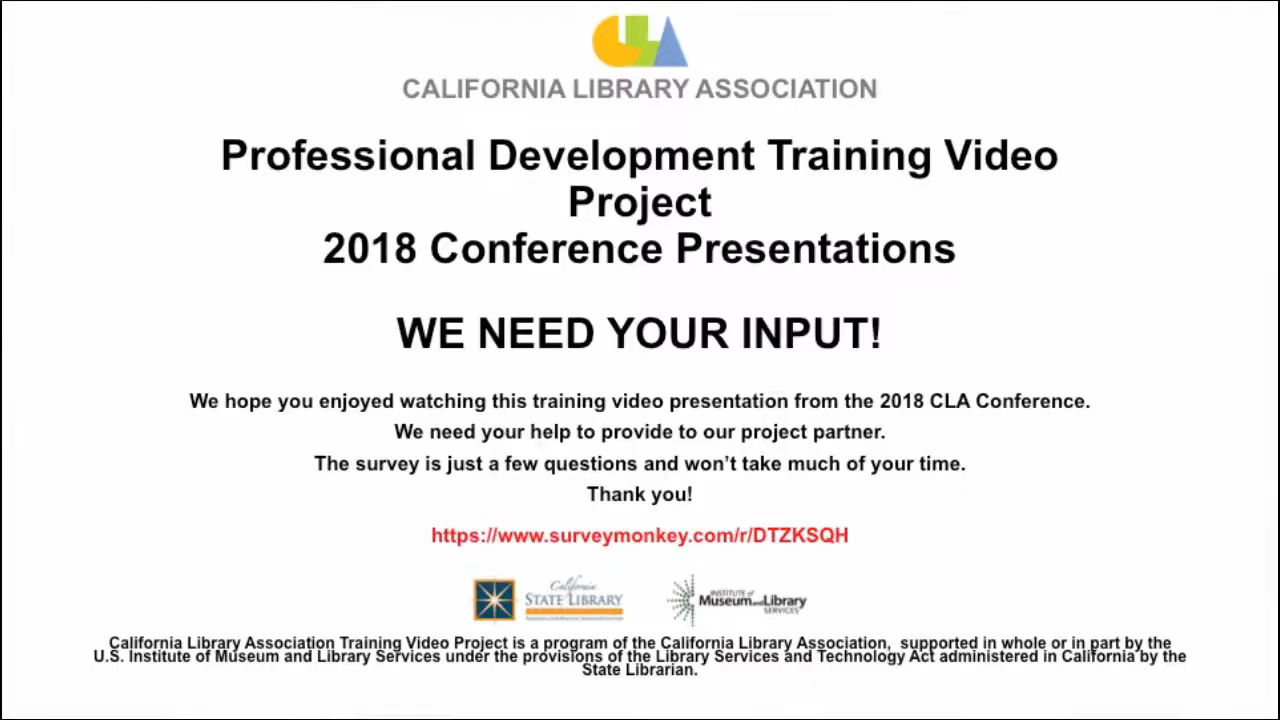 CLA
CALIFORNIA LIBRARY ASSOCIATION
Professional Development Training Video
Project
2018 Conference Presentations
WE NEED YOUR INPUT!
We hope you enjoyed watching this training video presentation from the 2018 CLA Conference.
We need your help to provide to our project partner.
The survey is just a few questions and won’t take much of your time.
Thank you!
https://www.surveymonkey.com/r/DTZKSQH
California
STATE LIBRARY
INSTITUTE of
Museum and Library
SERVICES
California Library Association Training Video Project is a program of the California Library Association,  supported in whole or in part by the
U.S. Institute of Museum and Library Services under the provisions of the Library Services and Technology Act administered in California by the
State Librarian.